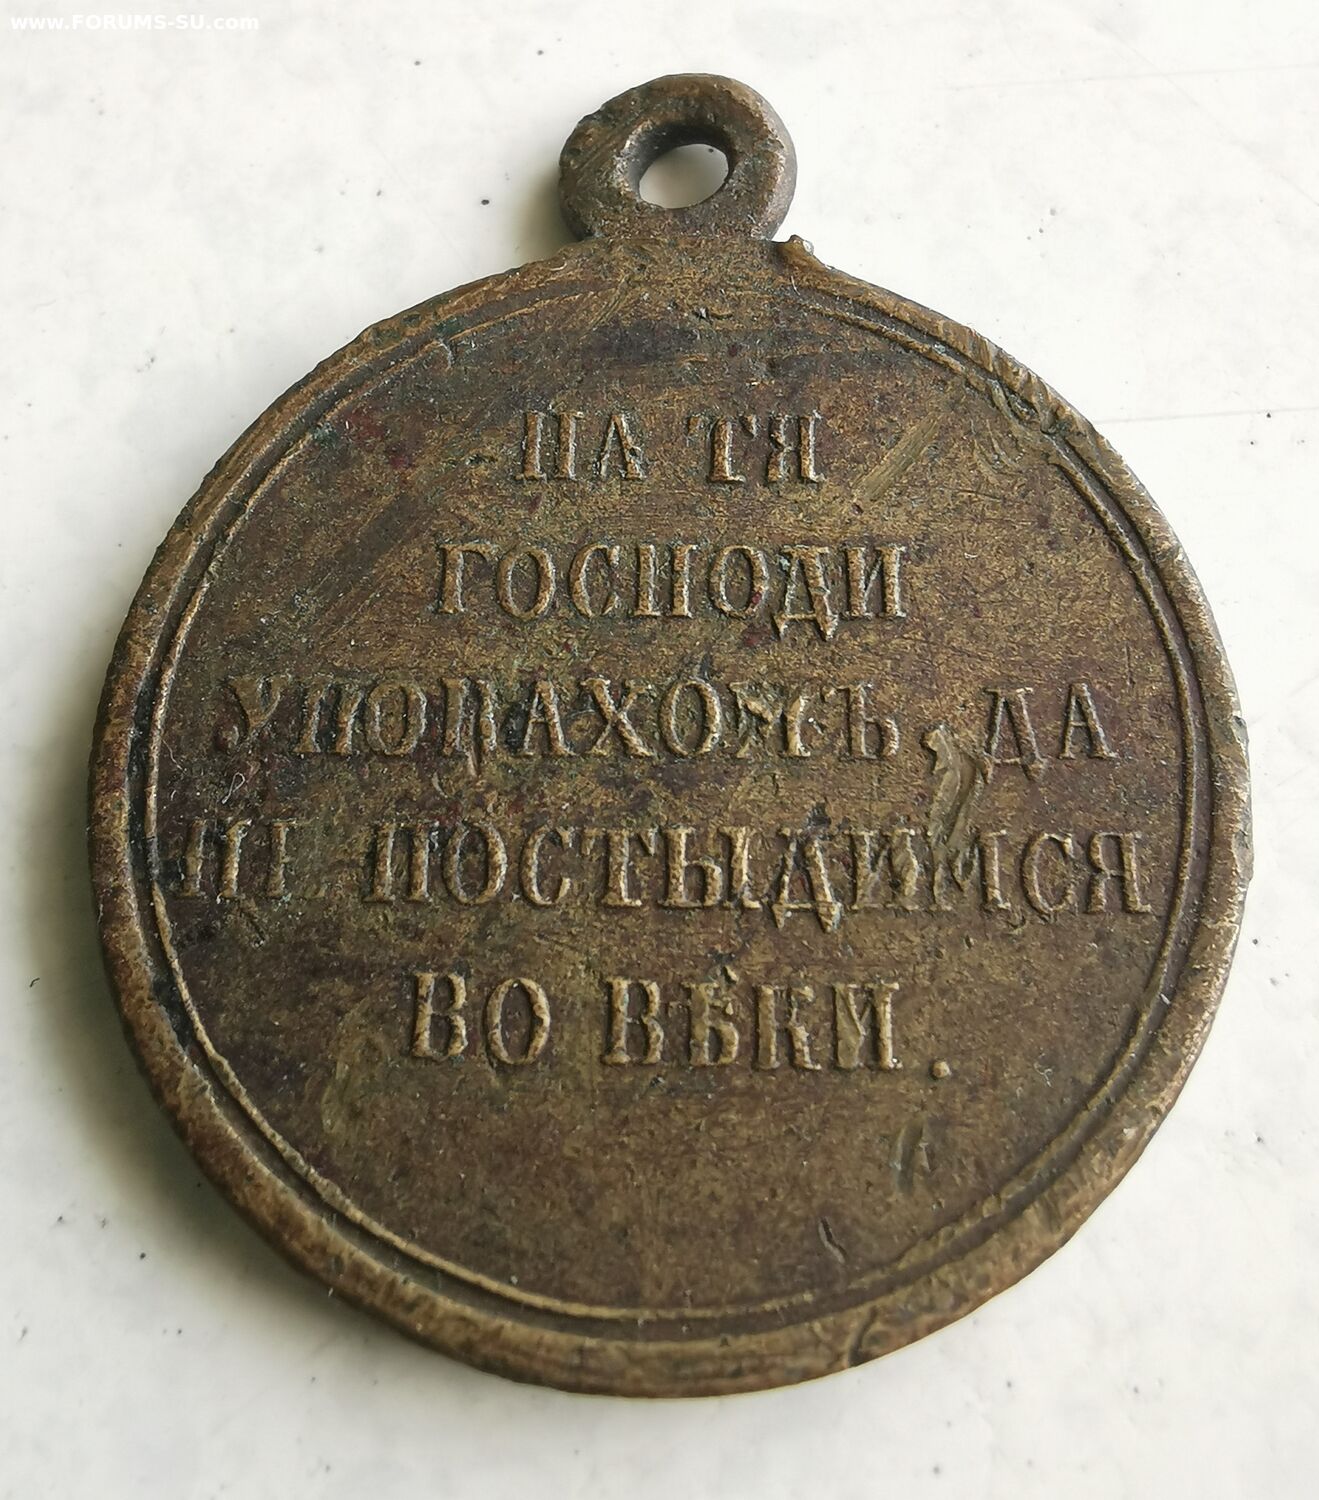 www.FORUMS-SU.com
НА ТЯ
ГОСПОДИ
УПОВАХОМЪ, ДА
НЕ ПОСТЫДИМСЯ
ВО ВѢКИ.